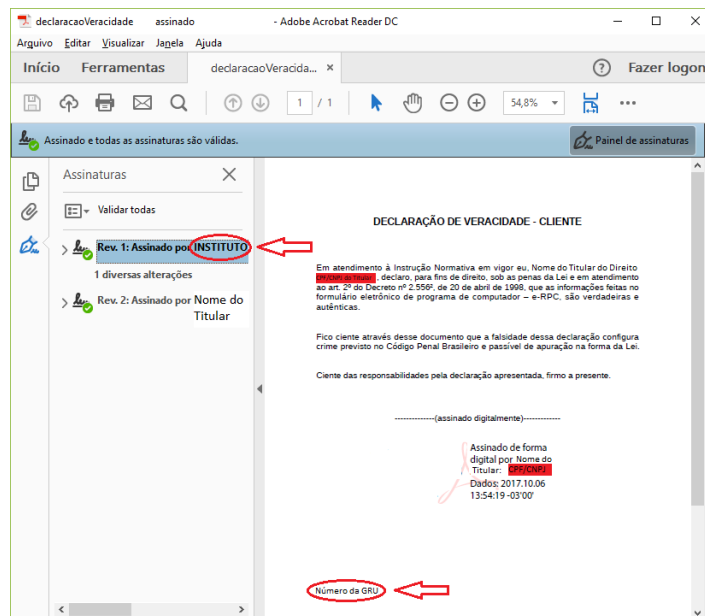 declaracaoVeracidade assinado - Adobe Acrobat Reader DC
Arquivo Editar Visualizar Janela Ajuda
Início Ferramentas declaracaoVeracida... × ? Fazer logon
1 / 1 54,8%
Assinado e todas as assinaturas são válidas. Painel de assinaturas
Assinaturas
Validar todas
Rev. 1: Assinado por INSTITUTO
1 diversas alterações
Rev. 2: Assinado por Nome do
Titular
DECLARAÇÃO DE VERACIDADE - CLIENTE
Em atendimento à Instrução Normativa em vigor eu, Nome do Titular do Direito
CPF/CNPJ do Titular, declaro, para fins de direito, sob as penas da Lei e em atendimento
ao art. 2º do Decreto nº 2.556², de 20 de abril de 1998, que as informações feitas no
formulário eletrônico de programa de computador – e-RPC, são verdadeiras e
autênticas.
Fico ciente através desse documento que a falsidade dessa declaração configura
crime previsto no Código Penal Brasileiro e passível de apuração na forma da Lei.
Ciente das responsabilidades pela declaração apresentada, firmo a presente.
--------------(assinado digitalmente)-------------
Assinado de forma
digital por Nome do
Titular: CPF/CNPJ
Dados: 2017.10.06
13:54:19 -03'00'
Número da GRU